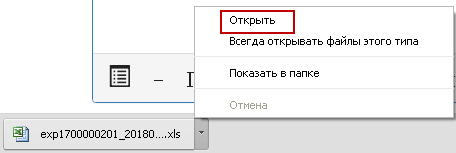 Открыть
Всегда открывать файлы этого типа
Показать в папке
Отмена
exp1700000201_20180....xls